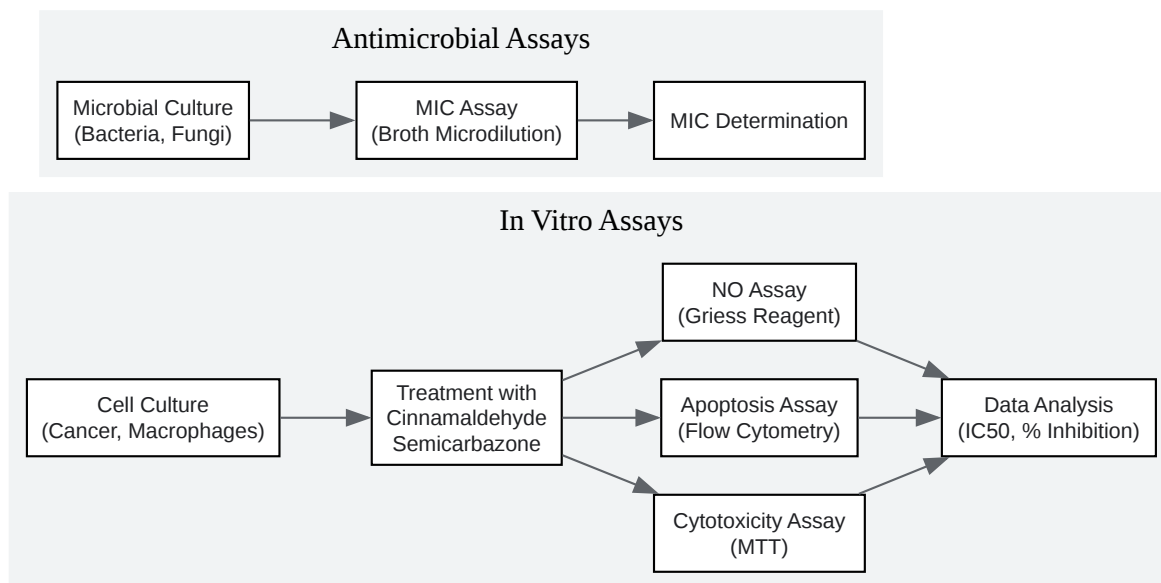 Antimicrobial Assays
Microbial Culture
(Bacteria, Fungi)
MIC Assay
(Broth Microdilution)
MIC Determination
In Vitro Assays
Cell Culture
(Cancer, Macrophages)
Treatment with
Cinnamaldehyde
Semicarbazone
NO Assay
(Griess Reagent)
Apoptosis Assay
(Flow Cytometry)
Cytotoxicity Assay
(MTT)
Data Analysis
(IC50, % Inhibition)